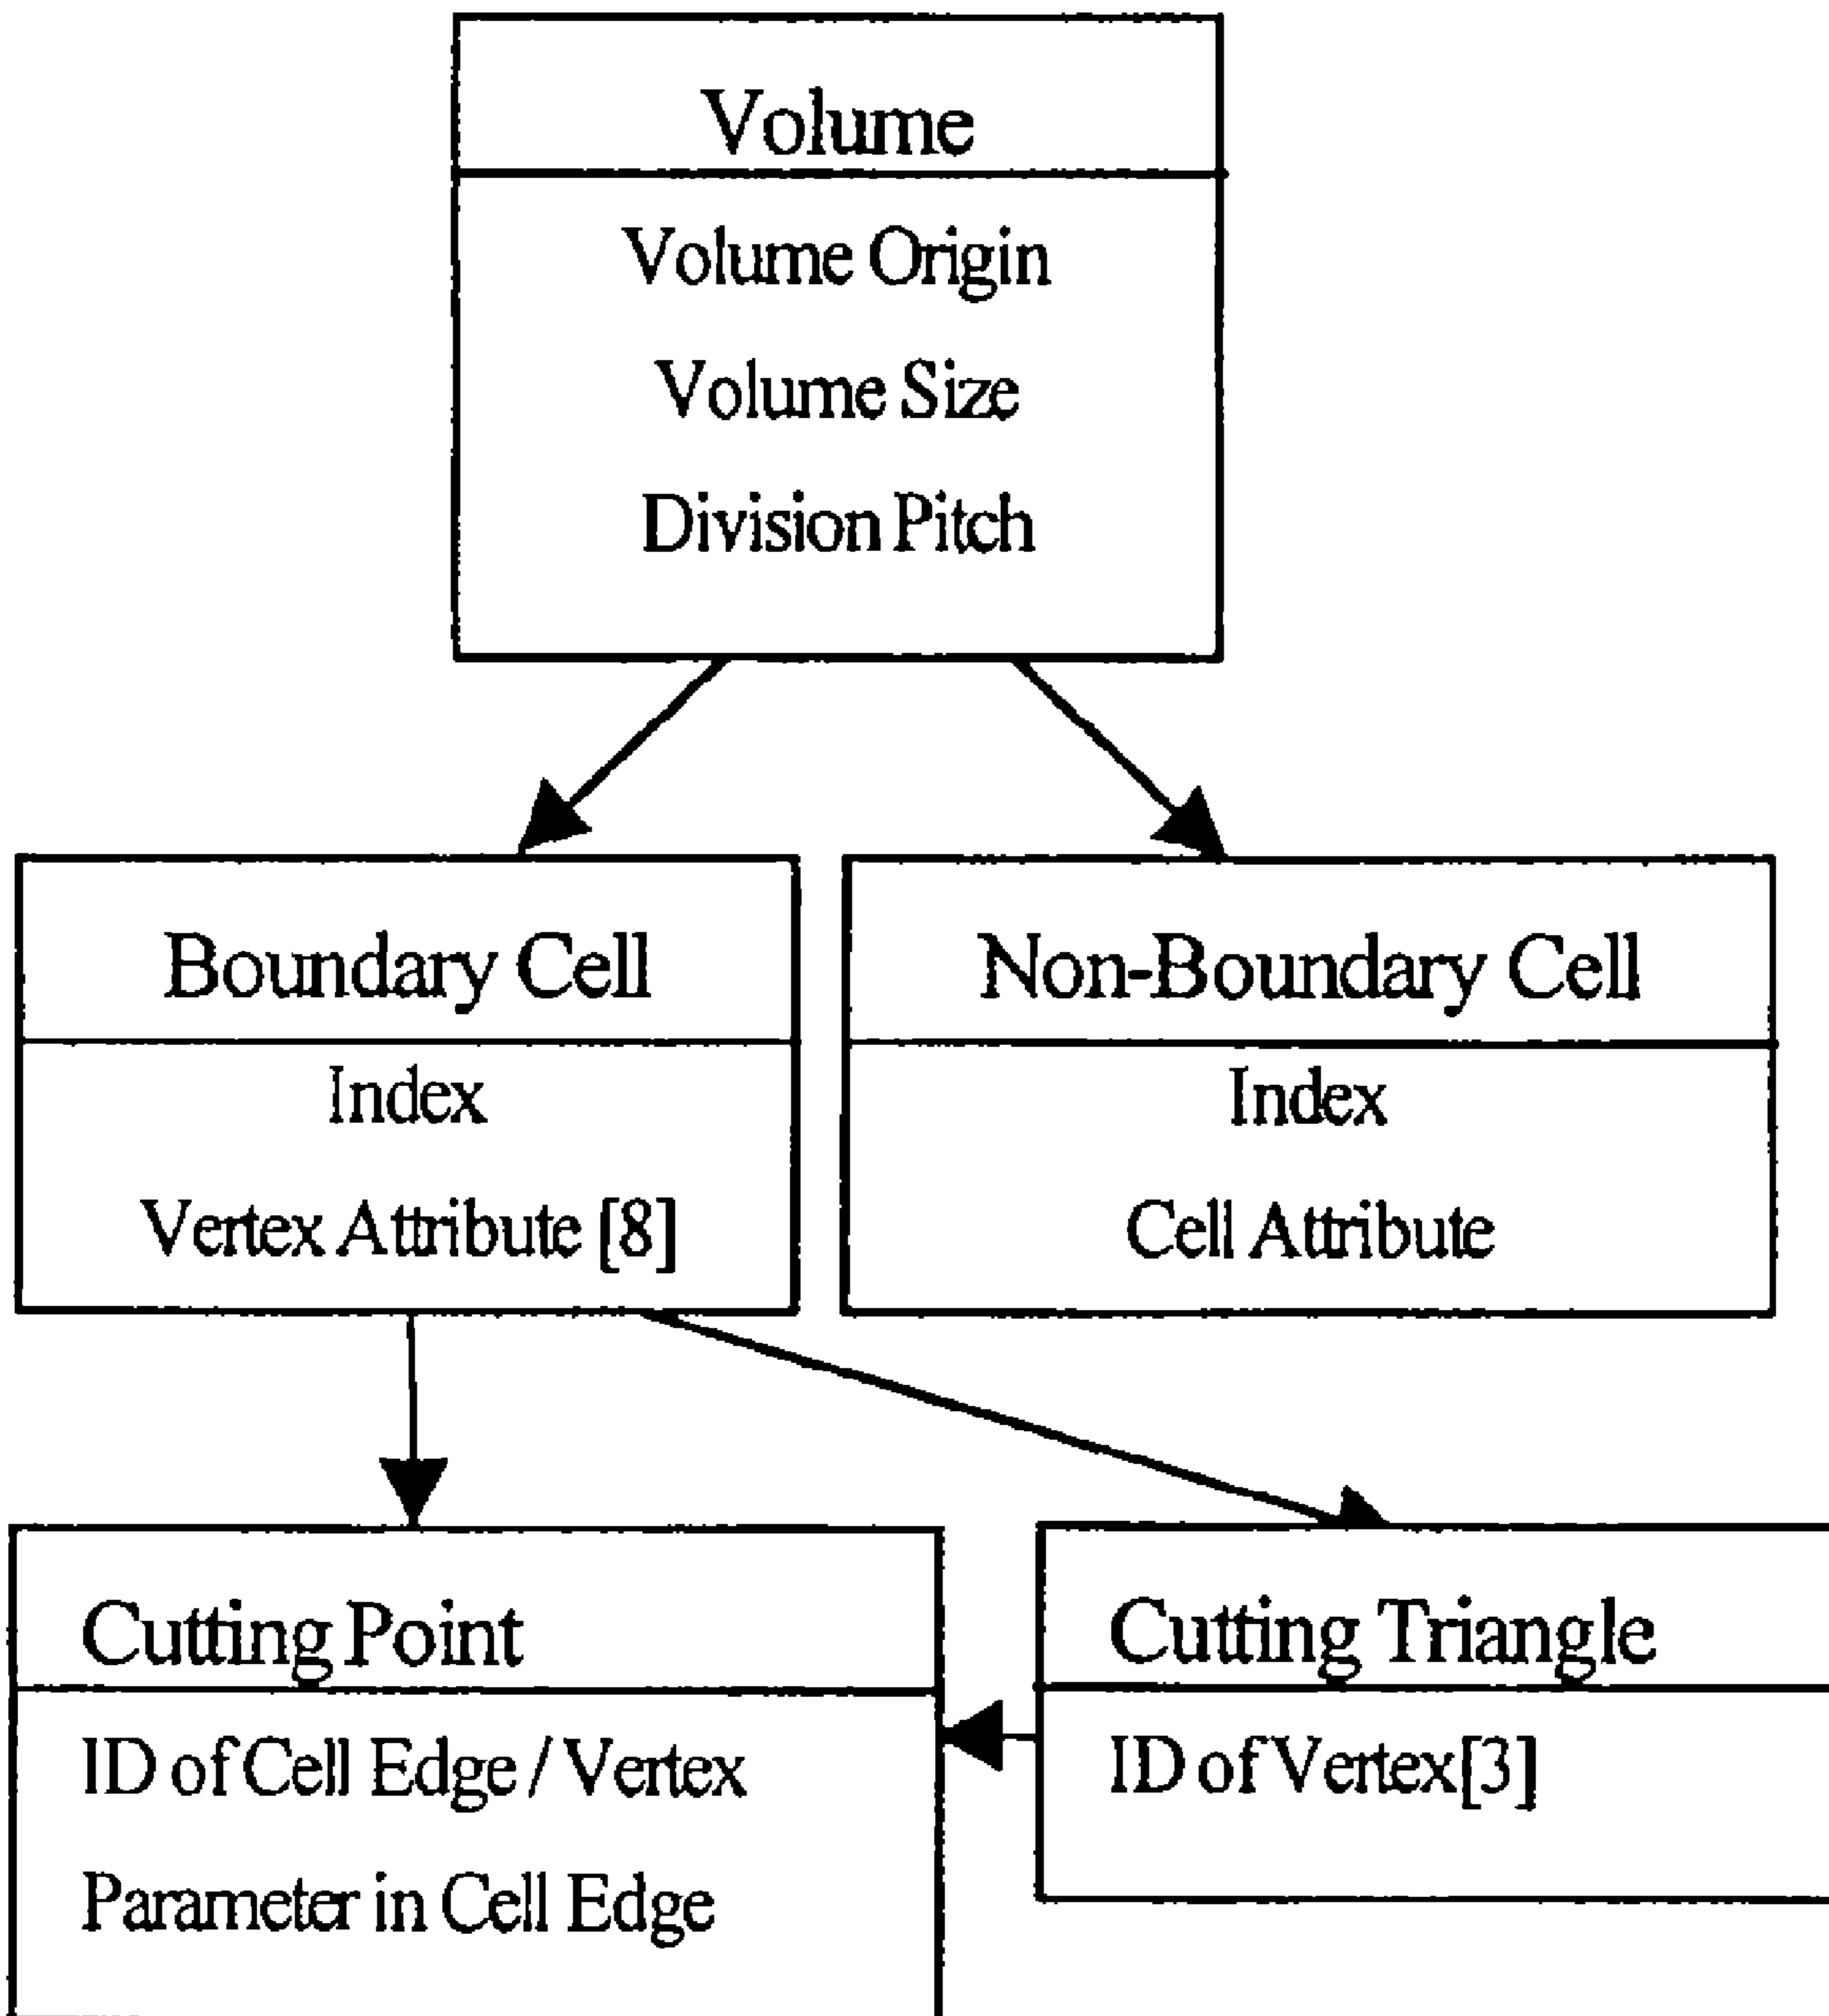 Volume
Volume Origin
Volume Size
Division Pitch
Boundary Cell
Index
Vertex Attribute [8]
Non-Boundary Cell
Index
Cell Attribute
Cutting Point
ID of Cell Edge / Vertex
Parameter in Cell Edge
Cutting Triangle
ID of Vertex[3]